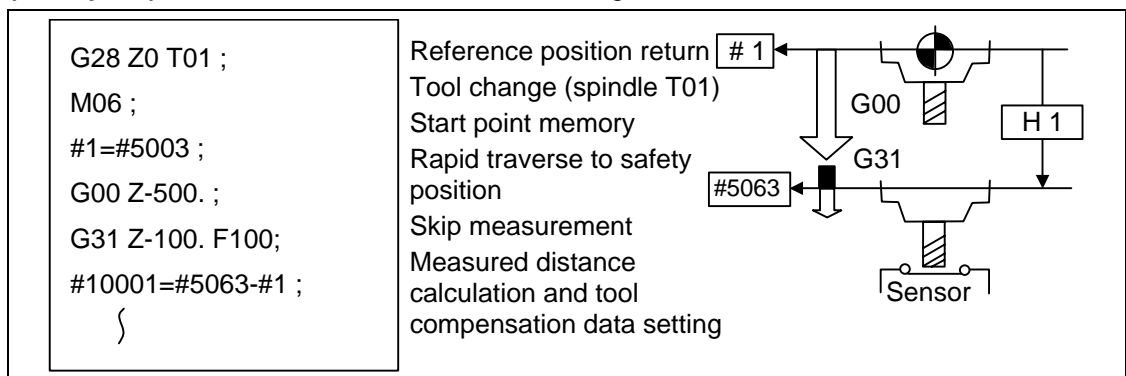 G28 Z0 T01 ;
M06 ;
#1=#5003 ;
G00 Z-500. ;
G31 Z-100. F100;
#10001=#5063-#1 ;
Reference position return
Tool change (spindle T01)
Start point memory
Rapid traverse to safety
position
Skip measurement
Measured distance
calculation and tool
compensation data setting
# 1
G00
H 1
G31
#5063
Sensor